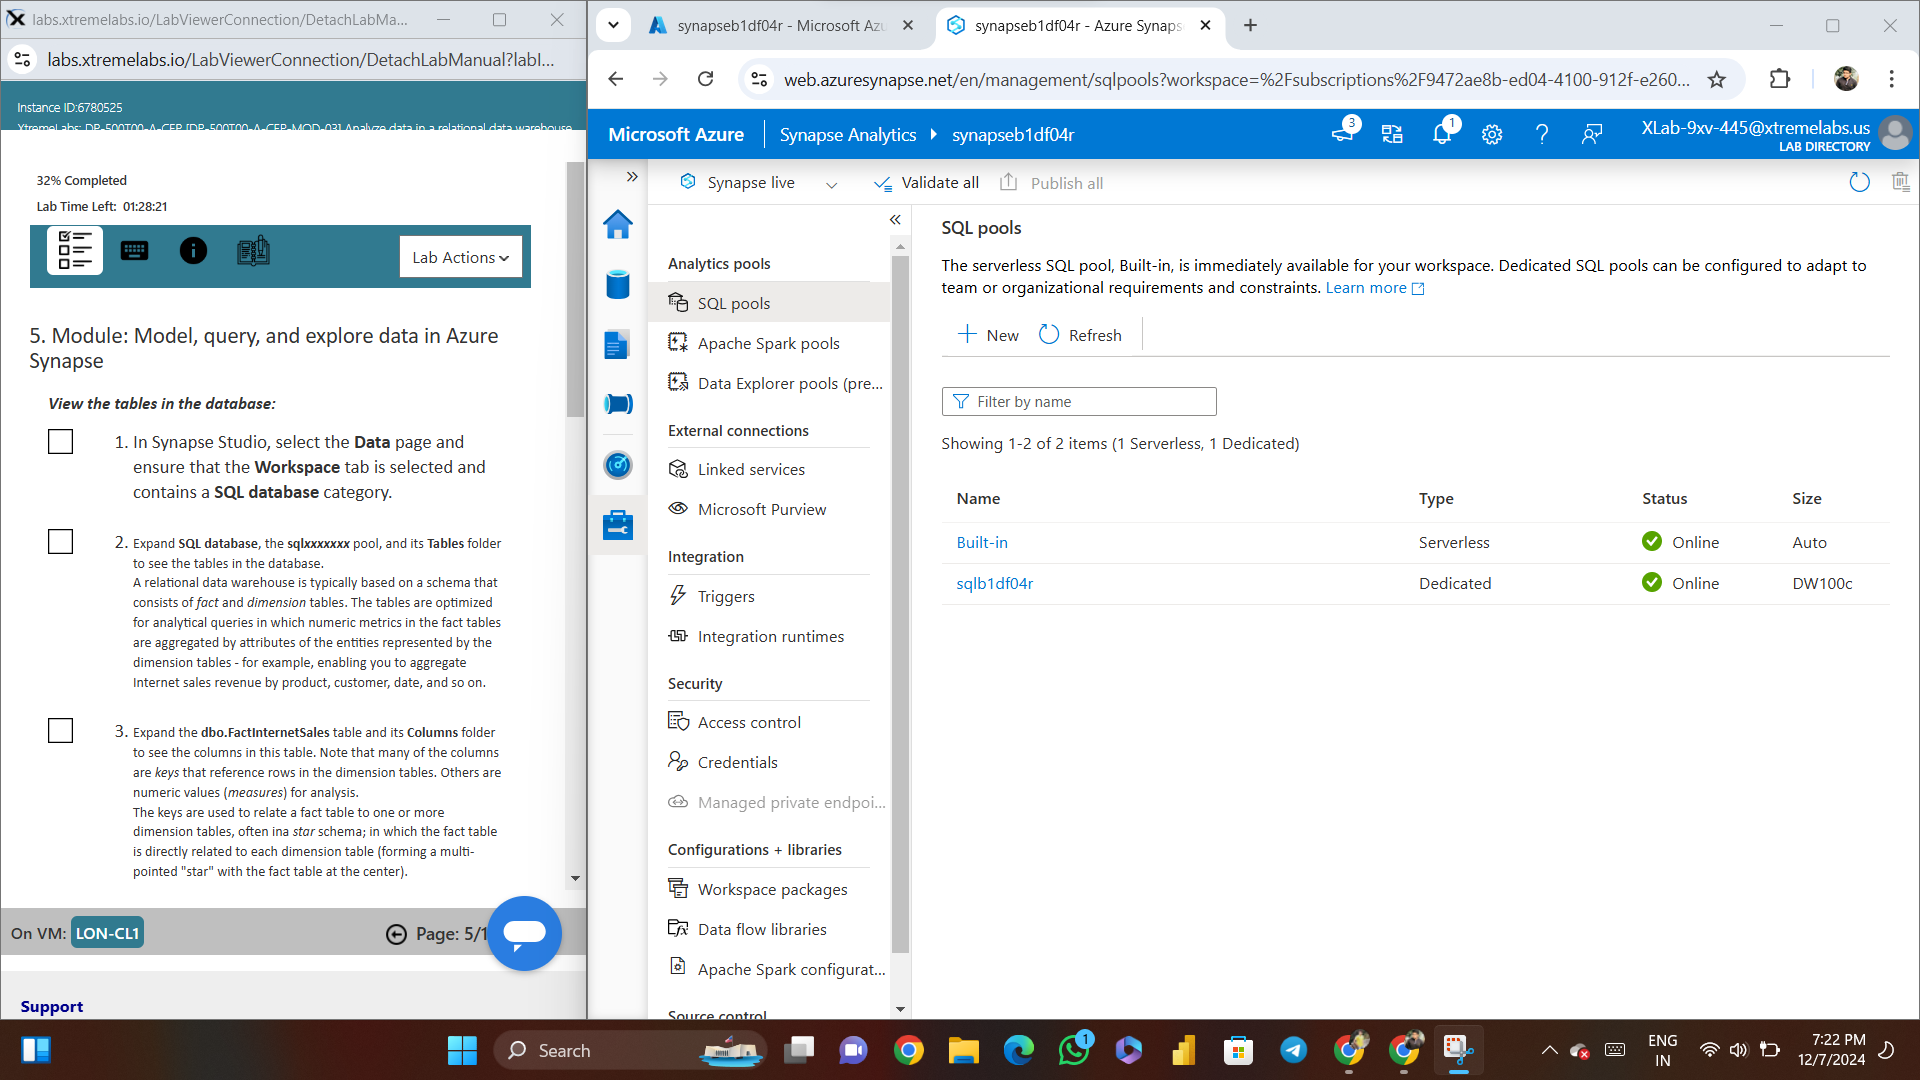 labs.xtremelabs.io/LabViewerConnection/DetachLabMa...
labs.xtremelabs.io/LabViewerConnection/DetachLabManual?labI...
Instance ID:6780525
XtremeLabs: DP-500T00-A-CEP [DP-500T00-A-CEP-MOD-03] Analyze data in a relational data warehouse
32% Completed
Lab Time Left: 01:28:21
Lab Actions
5. Module: Model, query, and explore data in Azure
Synapse
View the tables in the database:
1. In Synapse Studio, select the Data page and
ensure that the Workspace tab is selected and
contains a SQL database category.
2. Expand SQL database, the sqlxxxxxxx pool, and its Tables folder
to see the tables in the database.
A relational data warehouse is typically based on a schema that
consists of fact and dimension tables. The tables are optimized
for analytical queries in which numeric metrics in the fact tables
are aggregated by attributes of the entities represented by the
dimension tables - for example, enabling you to aggregate
Internet sales revenue by product, customer, date, and so on.
3. Expand the dbo.FactInternetSales table and its Columns folder
to see the columns in this table. Note that many of the columns
are keys that reference rows in the dimension tables. Others are
numeric values (measures) for analysis.
The keys are used to relate a fact table to one or more
dimension tables, often ina star schema; in which the fact table
is directly related to each dimension table (forming a multi-
pointed "star" with the fact table at the center).
On VM: LON-CL1
Page: 5/1
Support
synapseb1df04r - Microsoft Azu
synapseb1df04r - Azure Synaps
web.azuresynapse.net/en/management/sqlpools?workspace=%2Fsubscriptions%2F9472ae8b-ed04-4100-912f-e260...
Microsoft Azure
Synapse Analytics
synapseb1df04r
3
1
XLab-9xv-445@xtremelabs.us
LAB DIRECTORY
Synapse live
Validate all
Publish all
Analytics pools
SQL pools
Apache Spark pools
Data Explorer pools (pre...
External connections
Linked services
Microsoft Purview
Integration
Triggers
Integration runtimes
Security
Access control
Credentials
Managed private endpoi...
Configurations + libraries
Workspace packages
Data flow libraries
Apache Spark configurat...
Source control
SQL pools
The serverless SQL pool, Built-in, is immediately available for your workspace. Dedicated SQL pools can be configured to adapt to
team or organizational requirements and constraints. Learn more
New
Refresh
Filter by name
Showing 1-2 of 2 items (1 Serverless, 1 Dedicated)
Name Type Status Size
Built-in Serverless Online Auto
sqlb1df04r Dedicated Online DW100c
Search
1
ENG
IN
7:22 PM
12/7/2024